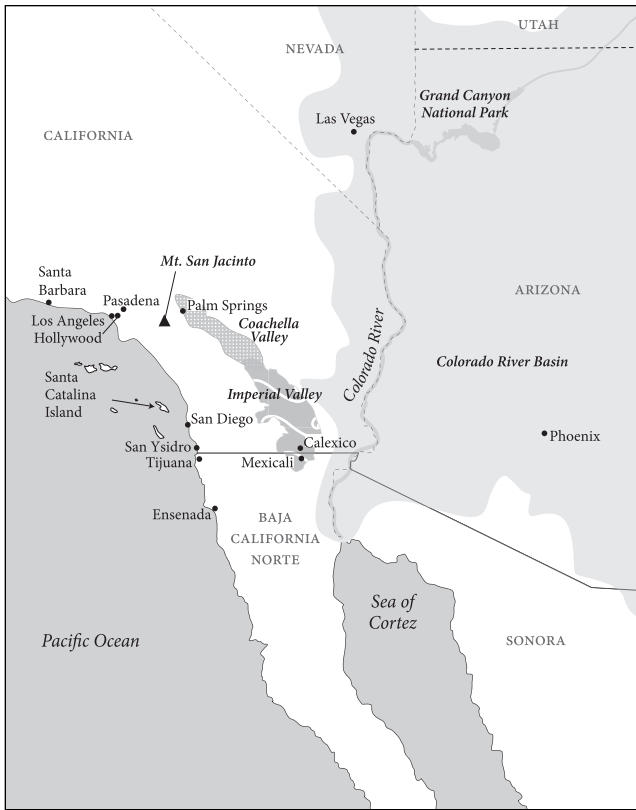 UTAH
NEVADA
Grand Canyon
National Park
Las Vegas
CALIFORNIA
Mt. San Jacinto
Santa
Barbara
Pasadena
Palm Springs
ARIZONA
Los Angeles
Hollywood
Coachella
Valley
Colorado River
Colorado River Basin
Santa
Catalina
Island
Imperial Valley
San Diego
Phoenix
San Ysidro
Calexico
Tijuana
Mexicali
Ensenada
BAJA
CALIFORNIA
NORTE
Sea of
Cortez
Pacific Ocean
SONORA